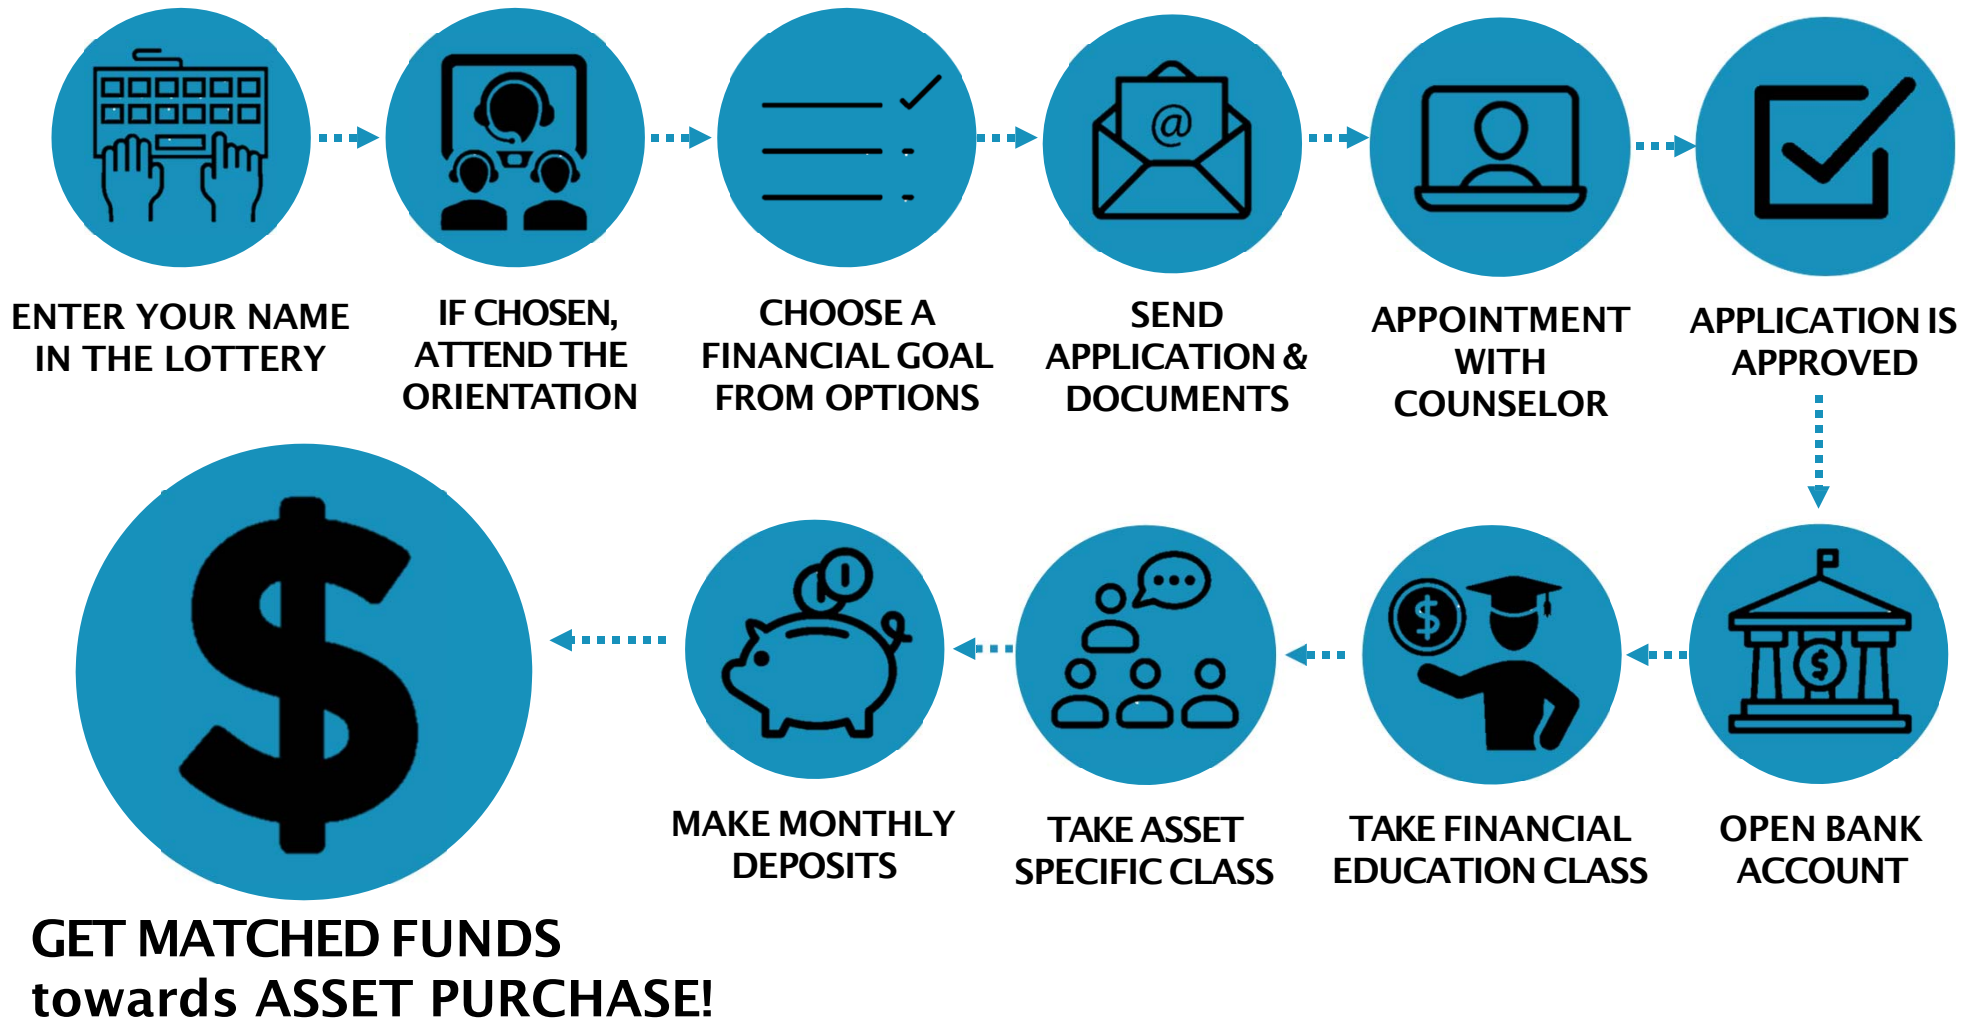 @
ENTER YOUR NAME
IN THE LOTTERY
IF CHOSEN,
ATTEND THE
ORIENTATION
CHOOSE A
FINANCIAL GOAL
FROM OPTIONS
SEND
APPLICATION &
DOCUMENTS
APPOINTMENT
WITH
COUNSELOR
APPLICATION IS
APPROVED
$
$
OPEN BANK
ACCOUNT
$
TAKE FINANCIAL
EDUCATION CLASS
TAKE ASSET
SPECIFIC CLASS
MAKE MONTHLY
DEPOSITS
GET MATCHED FUNDS
towards ASSET PURCHASE!